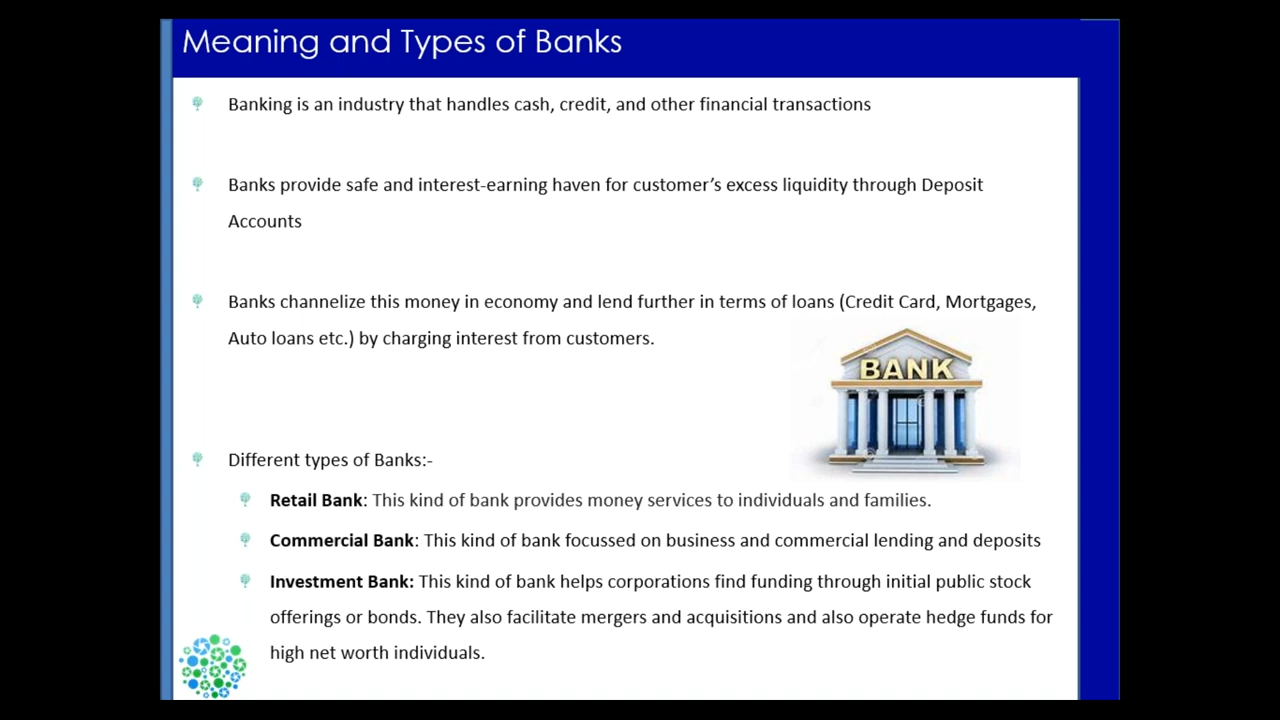 Meaning and Types of Banks
Banking is an industry that handles cash, credit, and other financial transactions
Banks provide safe and interest-earning haven for customer’s excess liquidity through Deposit
Accounts
Banks channelize this money in economy and lend further in terms of loans (Credit Card, Mortgages,
Auto loans etc.) by charging interest from customers.
BANK
Different types of Banks:-
Retail Bank: This kind of bank provides money services to individuals and families.
Commercial Bank: This kind of bank focussed on business and commercial lending and deposits
Investment Bank: This kind of bank helps corporations find funding through initial public stock
offerings or bonds. They also facilitate mergers and acquisitions and also operate hedge funds for
high net worth individuals.